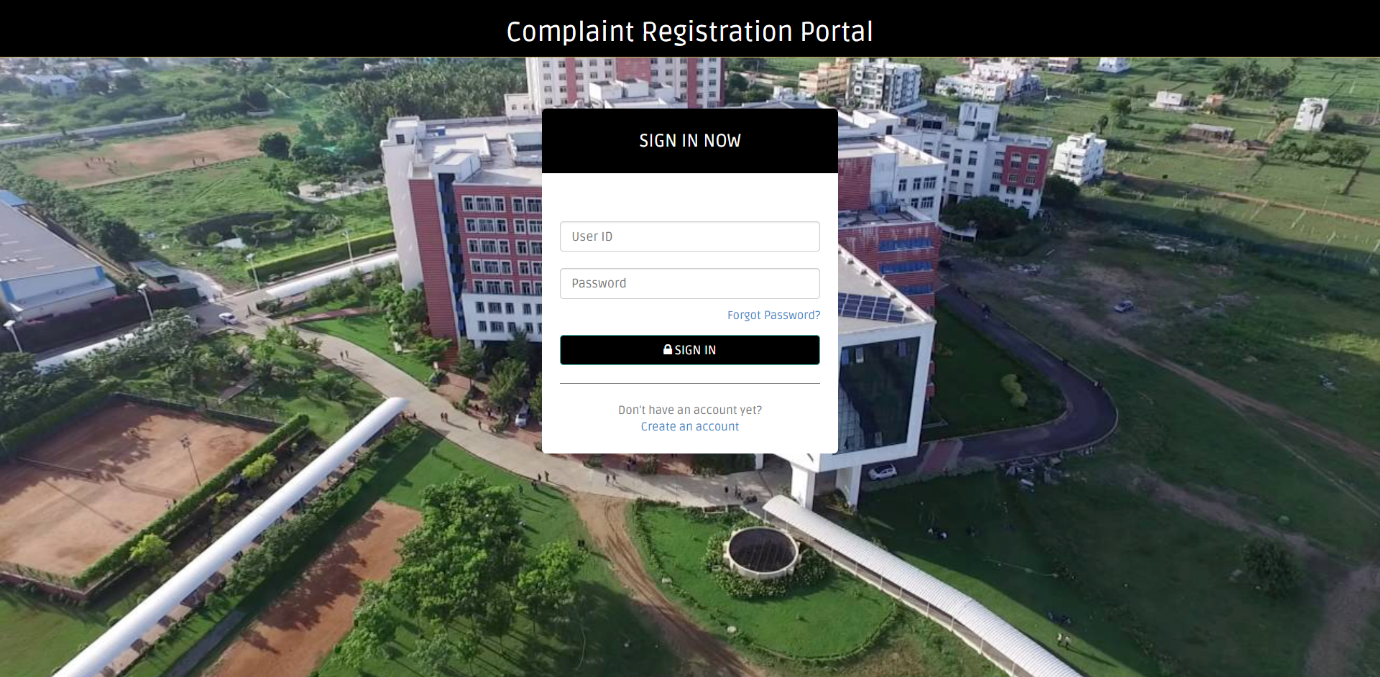 Complaint Registration Portal
SIGN IN NOW
User ID
Password
Forgot Password?
SIGN IN
Don't have an account yet?
Create an account